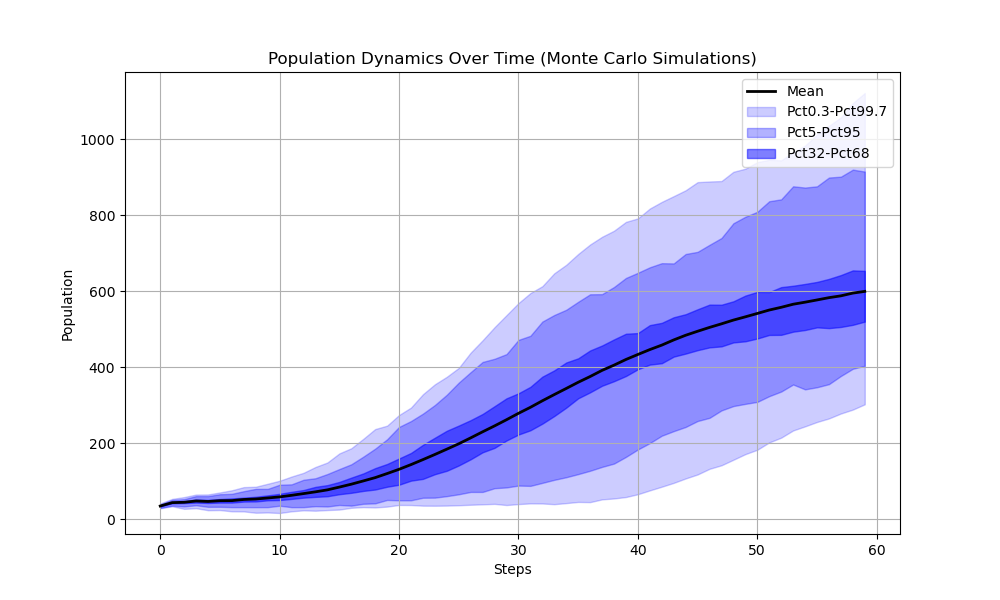 Population Dynamics Over Time (Monte Carlo Simulations)
Mean
Pct0.3-Pct99.7
Pct5-Pct95
Pct32-Pct68
1000
800
600
400
200
0
Population
0 10 20 30 40 50 60
Steps